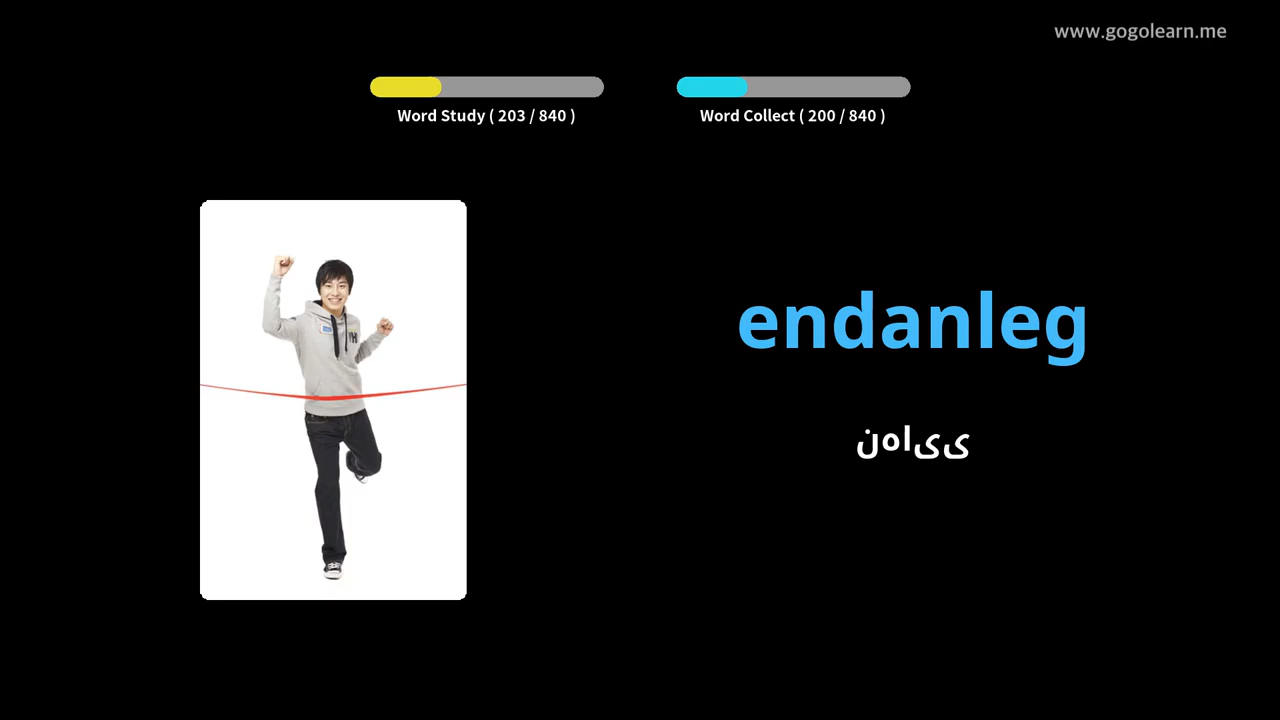 www.gogolearn.me
Word Study ( 203 / 840 )
Word Collect ( 200 / 840 )
endanleg
نهایی